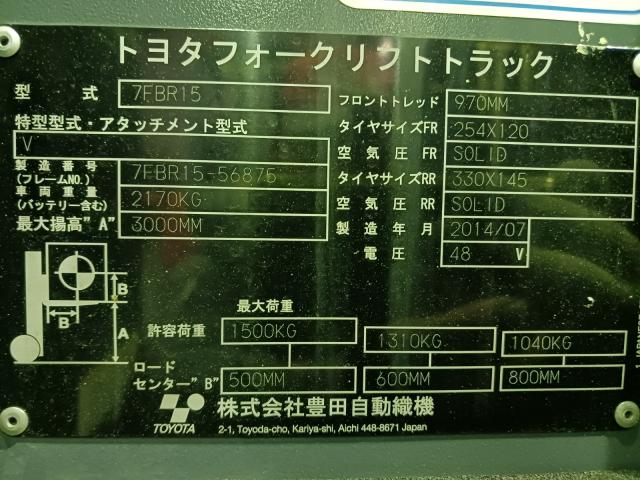 トヨタフォークリフトトラック
型式 7FBR15
特型型式・アタッチメント型式
V
製造番号
(フレームNO.) 7FBR15-56875
車両重量
(バッテリー含む) 2170KG
最大揚高"A" 3000MM
フロントトレッド 970MM
タイヤサイズFR 254X120
空気圧 FR SOLID
タイヤサイズRR 330X145
空気圧 RR SOLID
製造年月 2014/07
電圧 48 V
B
B
A
最大荷重
許容荷重 1500KG 1310KG 1040KG
ロード
センター"B" 500MM 600MM 800MM
TOYOTA 株式会社豊田自動織機
2-1, Toyoda-cho, Kariya-shi, Aichi 448-8671 Japan